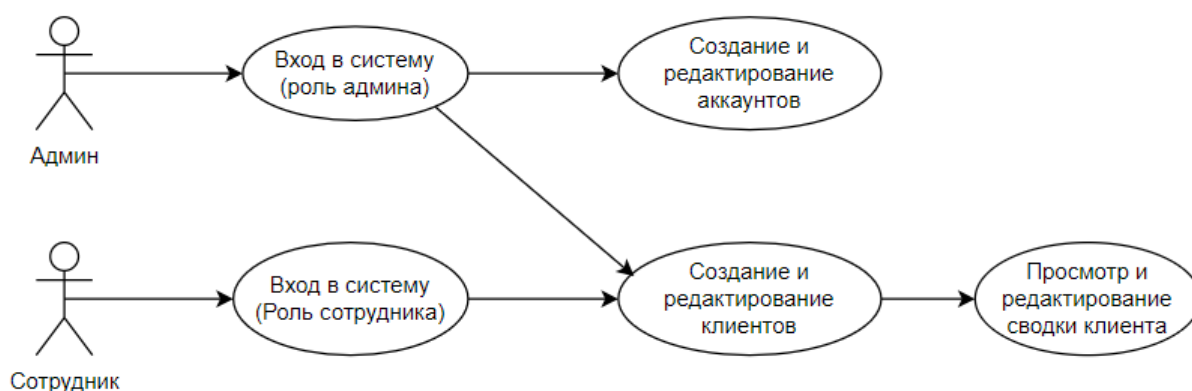 Вход в систему
(роль админа)
Создание и
редактирование
аккаунтов
Админ
Вход в систему
(Роль сотрудника)
Создание и
редактирование
клиентов
Просмотр и
редактирование
сводки клиента
Сотрудник